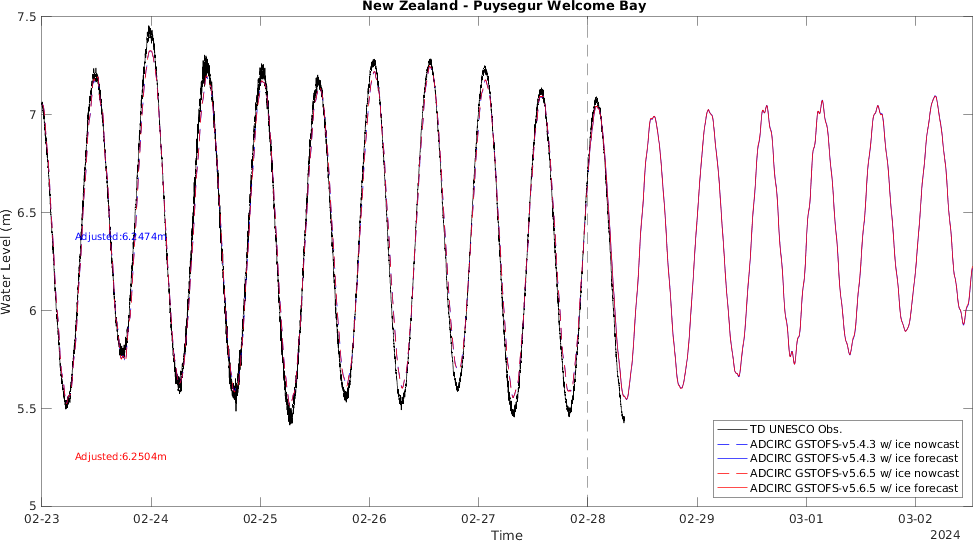 New Zealand - Puysegur Welcome Bay
7.5
7
6.5
6
5.5
5
Water Level (m)
Adjusted:6.2474m
Adjusted:6.2504m
TD UNESCO Obs.
ADCIRC GSTOFS-v5.4.3 w/ ice nowcast
ADCIRC GSTOFS-v5.4.3 w/ ice forecast
ADCIRC GSTOFS-v5.6.5 w/ ice nowcast
ADCIRC GSTOFS-v5.6.5 w/ ice forecast
02-23 02-24 02-25 02-26 02-27 02-28 02-29 03-01 03-02
Time
2024